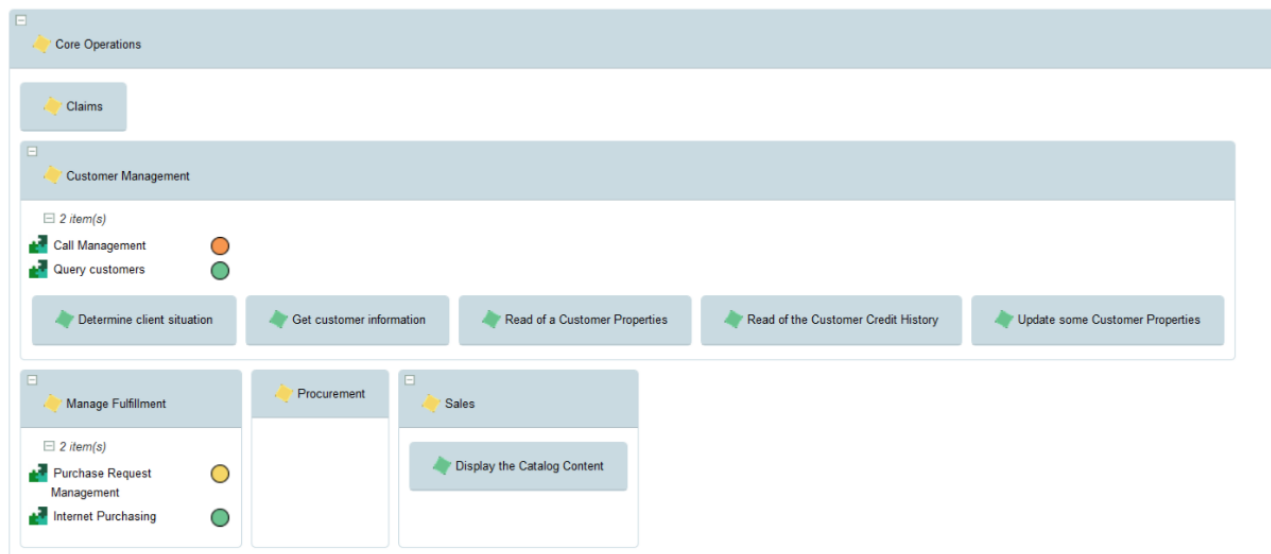 Core Operations
Claims
Customer Management
2 item(s)
Call Management
Query customers
Determine client situation
Get customer information
Read of a Customer Properties
Read of the Customer Credit History
Update some Customer Properties
Manage Fulfillment
2 item(s)
Purchase Request
Management
Internet Purchasing
Procurement
Sales
Display the Catalog Content